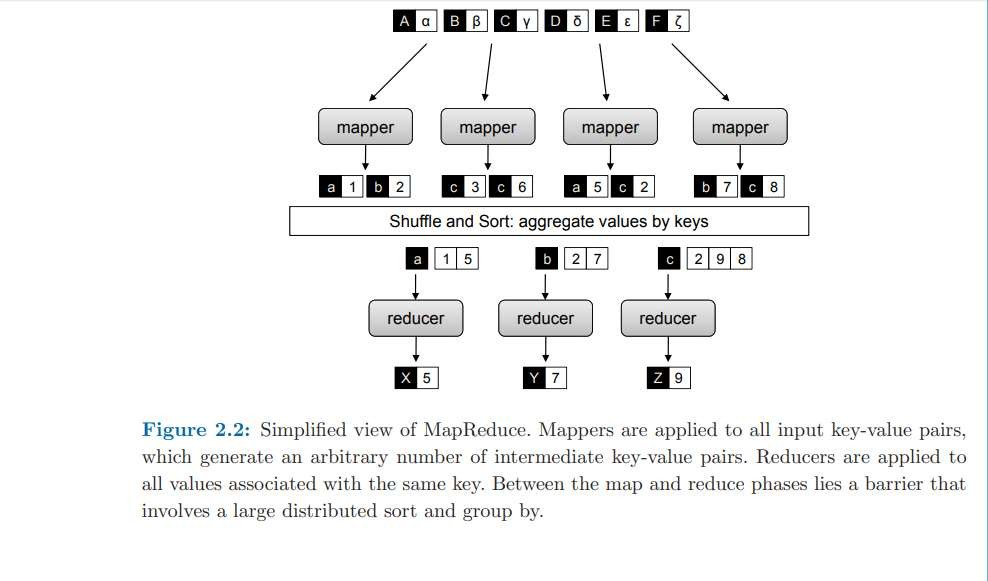 A α B β C γ D δ E ε F ζ
mapper mapper mapper mapper
a 1 b 2 c 3 c 6 a 5 c 2 b 7 c 8
Shuffle and Sort: aggregate values by keys
a 1 5 b 2 7 c 2 9 8
reducer reducer reducer
X 5 Y 7 Z 9
Figure 2.2: Simplified view of MapReduce. Mappers are applied to all input key-value pairs,
which generate an arbitrary number of intermediate key-value pairs. Reducers are applied to
all values associated with the same key. Between the map and reduce phases lies a barrier that
involves a large distributed sort and group by.